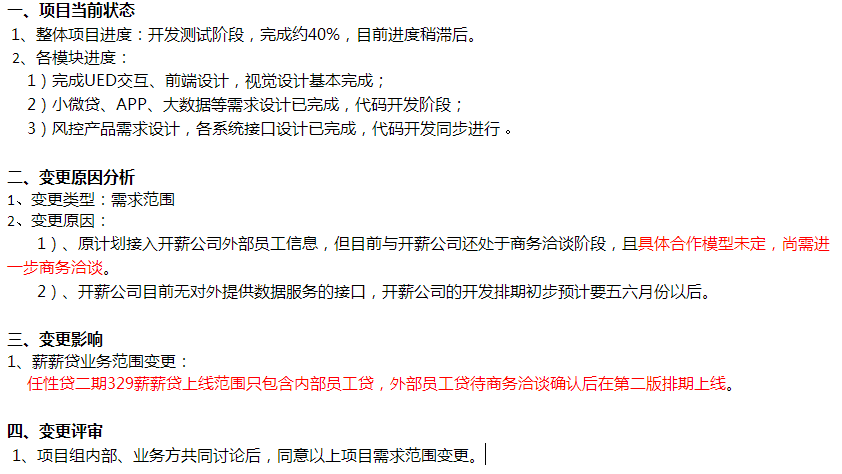 一、项目当前状态
1、整体项目进度：开发测试阶段，完成约40%，目前进度稍滞后。
2、各模块进度：
1）完成UED交互、前端设计，视觉设计基本完成；
2）小微贷、APP、大数据等需求设计已完成，代码开发阶段；
3）风控产品需求设计，各系统接口设计已完成，代码开发同步进行 。
二、变更原因分析
1、变更类型：需求范围
2、变更原因：
1）、原计划接入开薪公司外部员工信息，但目前与开薪公司还处于商务洽谈阶段，且具体合作模型未定，尚需进
一步商务洽谈。
2）、开薪公司目前无对外提供数据服务的接口，开薪公司的开发排期初步预计要五六月份以后。
三、变更影响
1、薪薪贷业务范围变更：
任性贷二期329薪薪贷上线范围只包含内部员工贷，外部员工贷待商务洽谈确认后在第二版排期上线。
四、变更评审
1、项目组内部、业务方共同讨论后，同意以上项目需求范围变更。